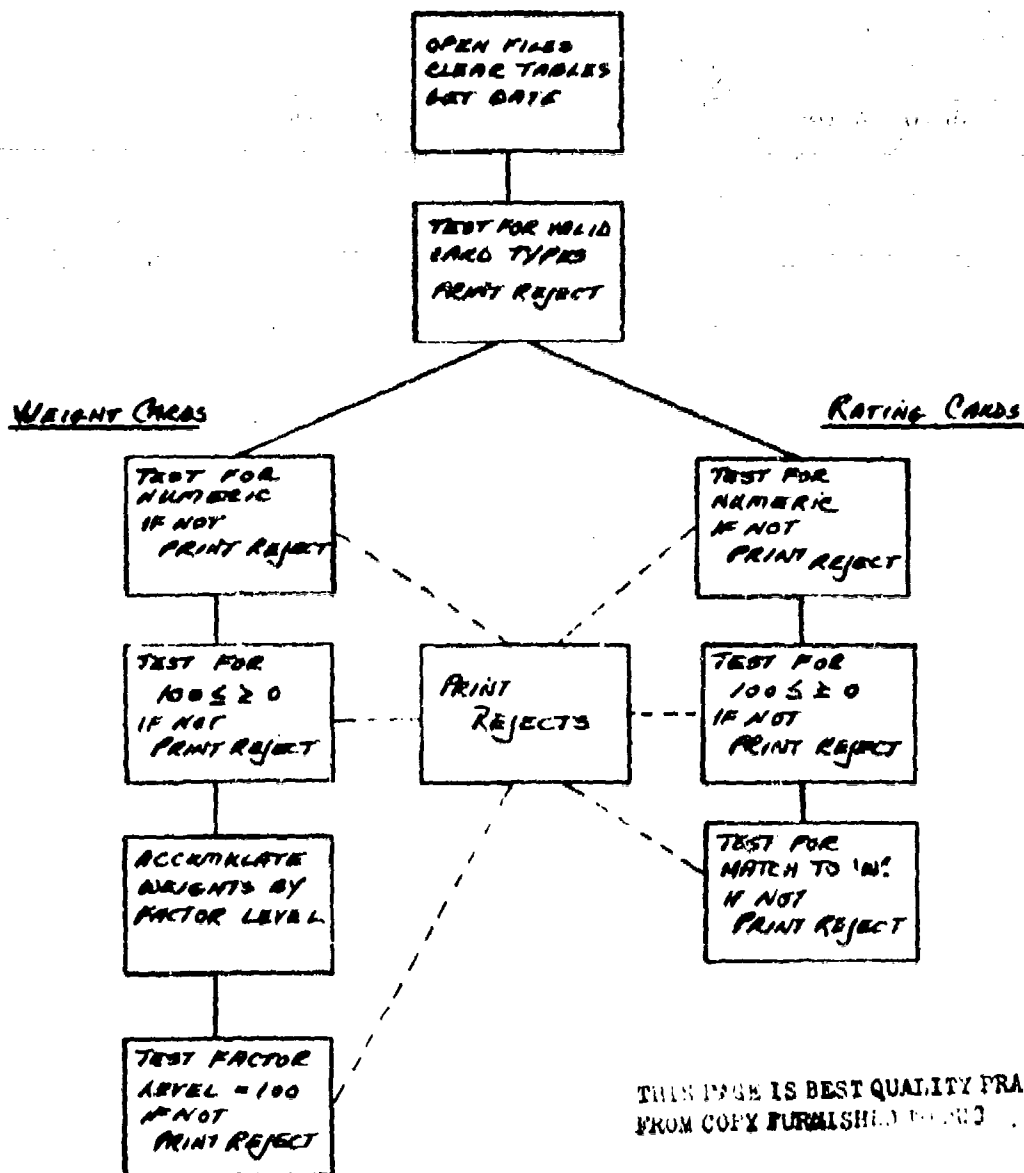 OPEN FILES
CLEAR TABLES
GET DATE
TEST FOR VALID
CARD TYPES
PRINT REJECT
WEIGHT CARDS
RATING CARDS
TEST FOR
NUMERIC
IF NOT
PRINT REJECT
TEST FOR
100 ≤ ≥ 0
IF NOT
PRINT REJECT
ACCUMULATE
WEIGHTS BY
FACTOR LEVEL
TEST FACTOR
LEVEL = 100
IF NOT
PRINT REJECT
PRINT
REJECTS
TEST FOR
NUMERIC
IF NOT
PRINT REJECT
TEST FOR
100 ≤ ≥ 0
IF NOT
PRINT REJECT
TEST FOR
MATCH TO 'W'.
IF NOT
PRINT REJECT
THIS PAGE IS BEST QUALITY PRA
FROM COPY FURNISHED